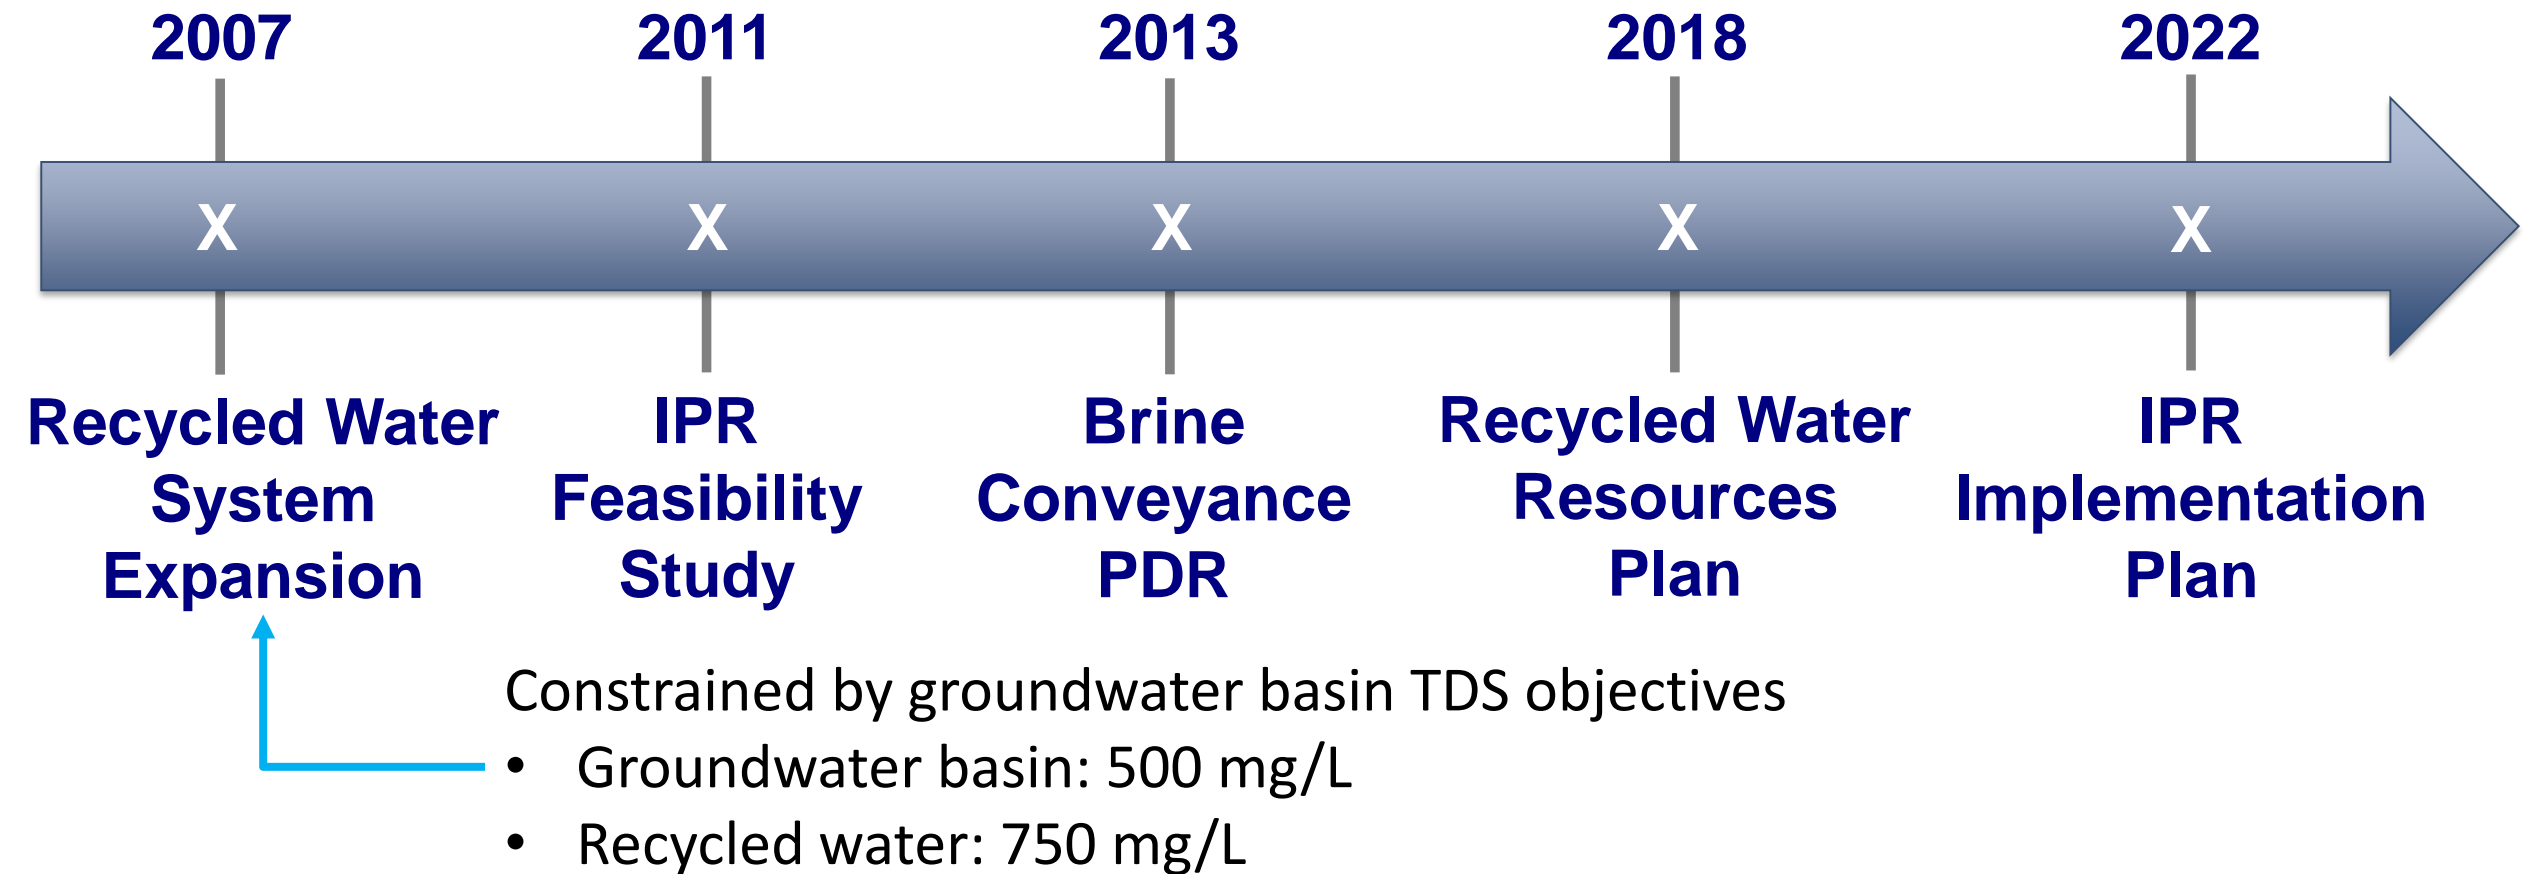 2007
2011
2013
2018
2022
X
X
X
X
X
Recycled Water
System
Expansion
IPR
Feasibility
Study
Brine
Conveyance
PDR
Recycled Water
Resources
Plan
IPR
Implementation
Plan
Constrained by groundwater basin TDS objectives
• Groundwater basin: 500 mg/L
• Recycled water: 750 mg/L